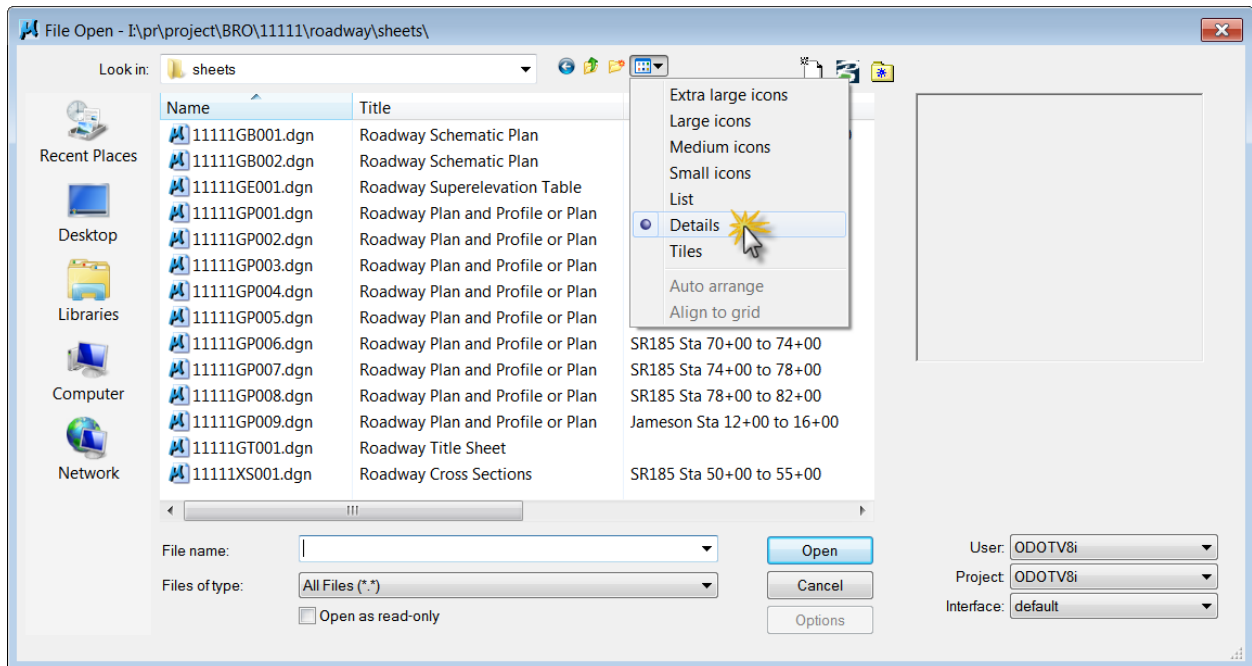 File Open - I:\pr\project\BRO\11111\roadway\sheets\
Look in: sheets
Recent Places
Desktop
Libraries
Computer
Network
Name Title
11111GB001.dgn Roadway Schematic Plan
11111GB002.dgn Roadway Schematic Plan
11111GE001.dgn Roadway Superelevation Table
11111GP001.dgn Roadway Plan and Profile or Plan
11111GP002.dgn Roadway Plan and Profile or Plan
11111GP003.dgn Roadway Plan and Profile or Plan
11111GP004.dgn Roadway Plan and Profile or Plan
11111GP005.dgn Roadway Plan and Profile or Plan
11111GP006.dgn Roadway Plan and Profile or Plan SR185 Sta 70+00 to 74+00
11111GP007.dgn Roadway Plan and Profile or Plan SR185 Sta 74+00 to 78+00
11111GP008.dgn Roadway Plan and Profile or Plan SR185 Sta 78+00 to 82+00
11111GP009.dgn Roadway Plan and Profile or Plan Jameson Sta 12+00 to 16+00
11111GT001.dgn Roadway Title Sheet
11111XS001.dgn Roadway Cross Sections SR185 Sta 50+00 to 55+00
Extra large icons
Large icons
Medium icons
Small icons
List
Details
Tiles
Auto arrange
Align to grid
File name:
Files of type: All Files (*.*)
Open as read-only
Open
Cancel
Options
User: ODOTV8i
Project: ODOTV8i
Interface: default